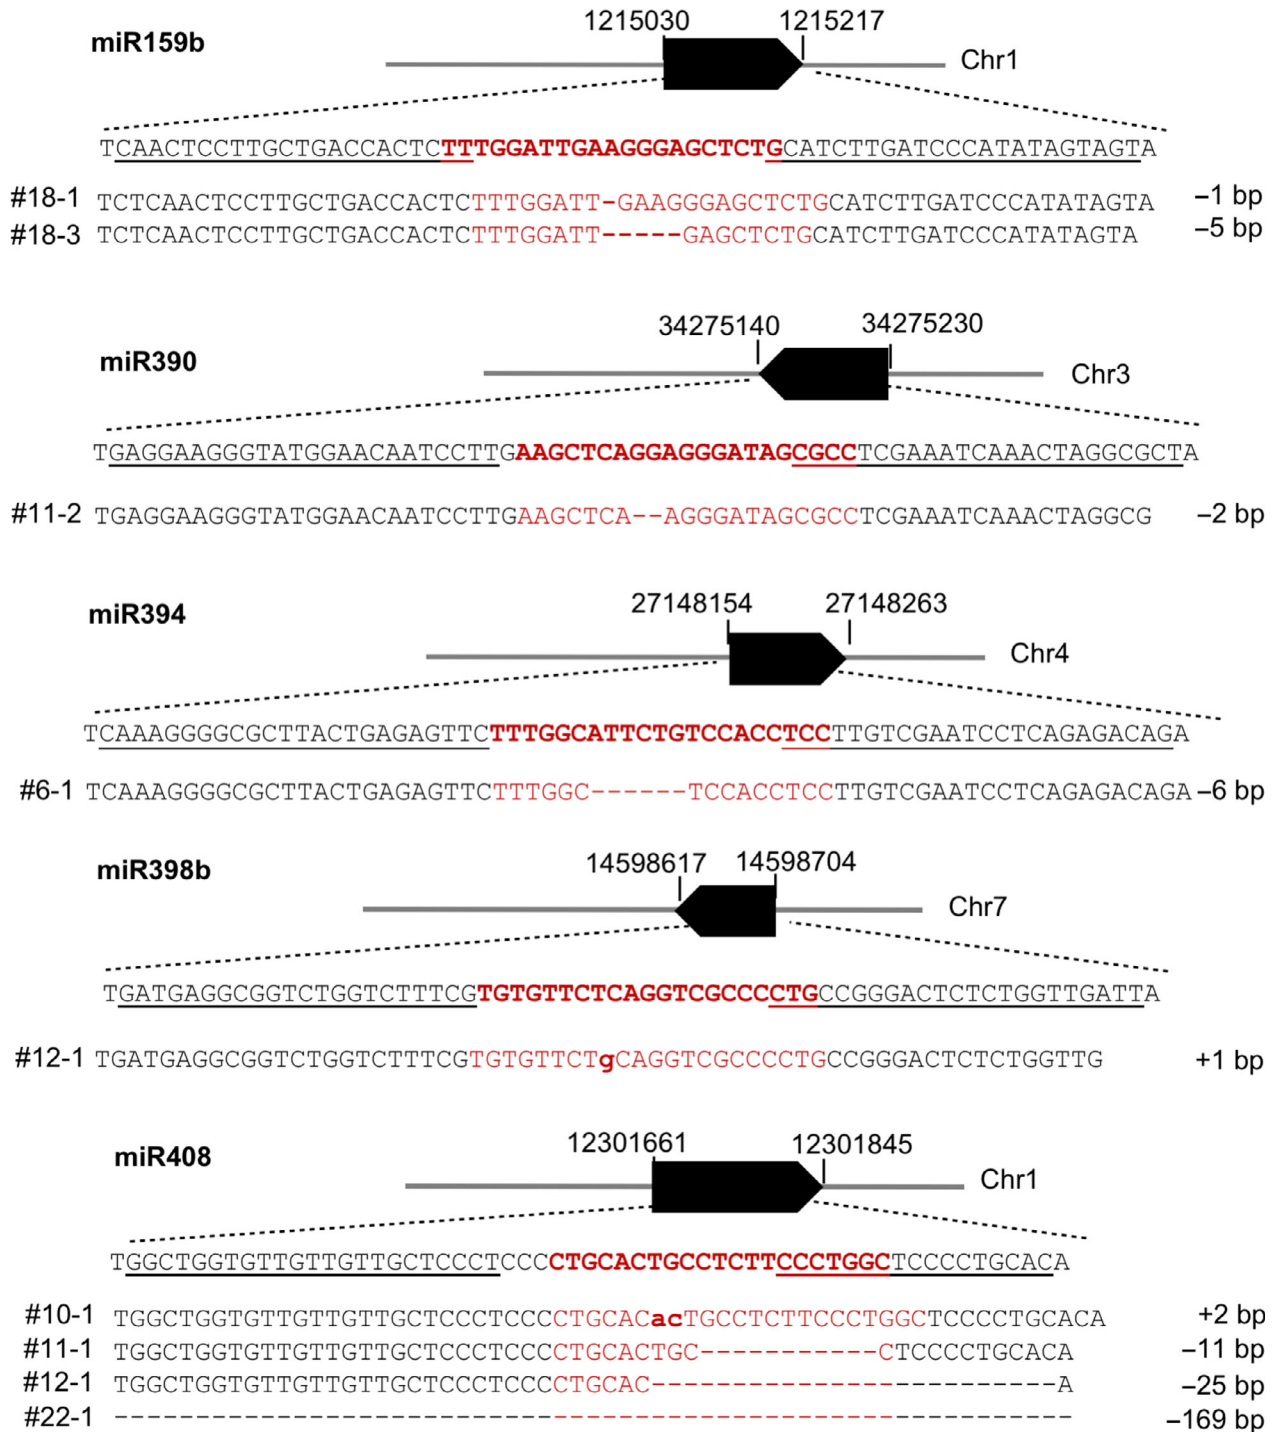 1215030 1215217
miR159b
Chr1
TCAACTCCTTGCTGACCACTCTTTGGATTGAAGGGAGCTCTGCATCTTGATCCCATATAGTAGTA
#18-1 TCTCAACTCCTTGCTGACCACTCTTTGGATT-GAAGGGAGCTCTGCATCTTGATCCCATATAGTA −1 bp
#18-3 TCTCAACTCCTTGCTGACCACTCTTTGGATT-----GAGCTCTGCATCTTGATCCCATATAGTA −5 bp
34275140 34275230
miR390
Chr3
TGAGGAAGGGTATGGAACAATCCTTGAAGCTCAGGAGGGATAGCGCCTCGAAATCAAACTAGGCGCTA
#11-2 TGAGGAAGGGTATGGAACAATCCTTGAAGCTCA--AGGGATAGCGCCTCGAAATCAAACTAGGCG −2 bp
27148154 27148263
miR394
Chr4
TCAAAGGGGCGCTTACTGAGAGTTCTTTGGCATTCTGTCCACCTCCTTGTCGAATCCTCAGAGACAGA
#6-1 TCAAAGGGGCGCTTACTGAGAGTTCTTTGGC------TCCACCTCCTTGTCGAATCCTCAGAGACAGA −6 bp
14598617 14598704
miR398b
Chr7
TGATGAGGCGGTCTGGTCTTTCGTGTGTTCTCAGGTCGCCCCTGCCGGGACTCTCTGGTTGATTA
#12-1 TGATGAGGCGGTCTGGTCTTTCGTGTGTTCTgCAGGTCGCCCCTGCCGGGACTCTCTGGTTG +1 bp
12301661 12301845
miR408
Chr1
TGGCTGGTGTTGTTGTTGCTCCCTCCCCTGCACTGCCTCTTCCCTGGCTCCCCTGCACA
#10-1 TGGCTGGTGTTGTTGTTGCTCCCTCCCCTGCACacTGCCTCTTCCCTGGCTCCCCTGCACA +2 bp
#11-1 TGGCTGGTGTTGTTGTTGCTCCCTCCCCTGCACTGC-----------CTCCCCTGCACA −11 bp
#12-1 TGGCTGGTGTTGTTGTTGCTCCCTCCCCTGCAC-------------------------A −25 bp
#22-1 ----------------------------------------------------------- −169 bp